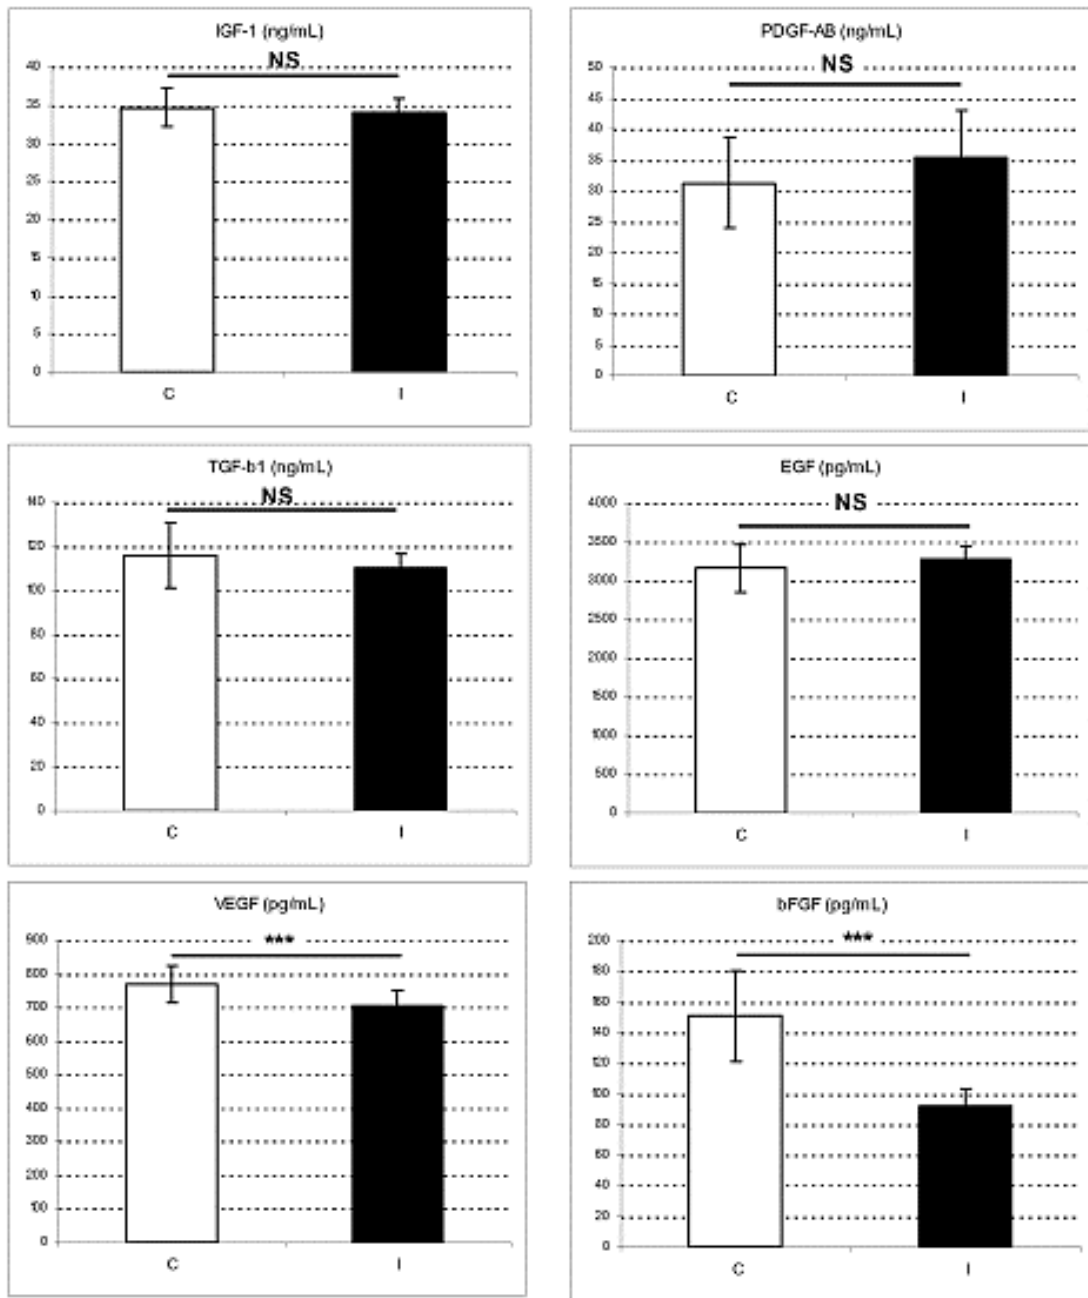 IGF-1 (ng/mL)
NS
40
35
30
25
20
15
10
5
0
C
I
PDGF-AB (ng/mL)
NS
50
45
40
35
30
25
20
15
10
5
0
C
I
TGF-b1 (ng/mL)
NS
140
120
100
80
60
40
20
0
C
I
EGF (pg/mL)
NS
4000
3500
3000
2500
2000
1500
1000
500
0
C
I
VEGF (pg/mL)
***
900
800
700
600
500
400
300
200
100
0
C
I
bFGF (pg/mL)
***
200
180
160
140
120
100
80
60
40
20
0
C
I